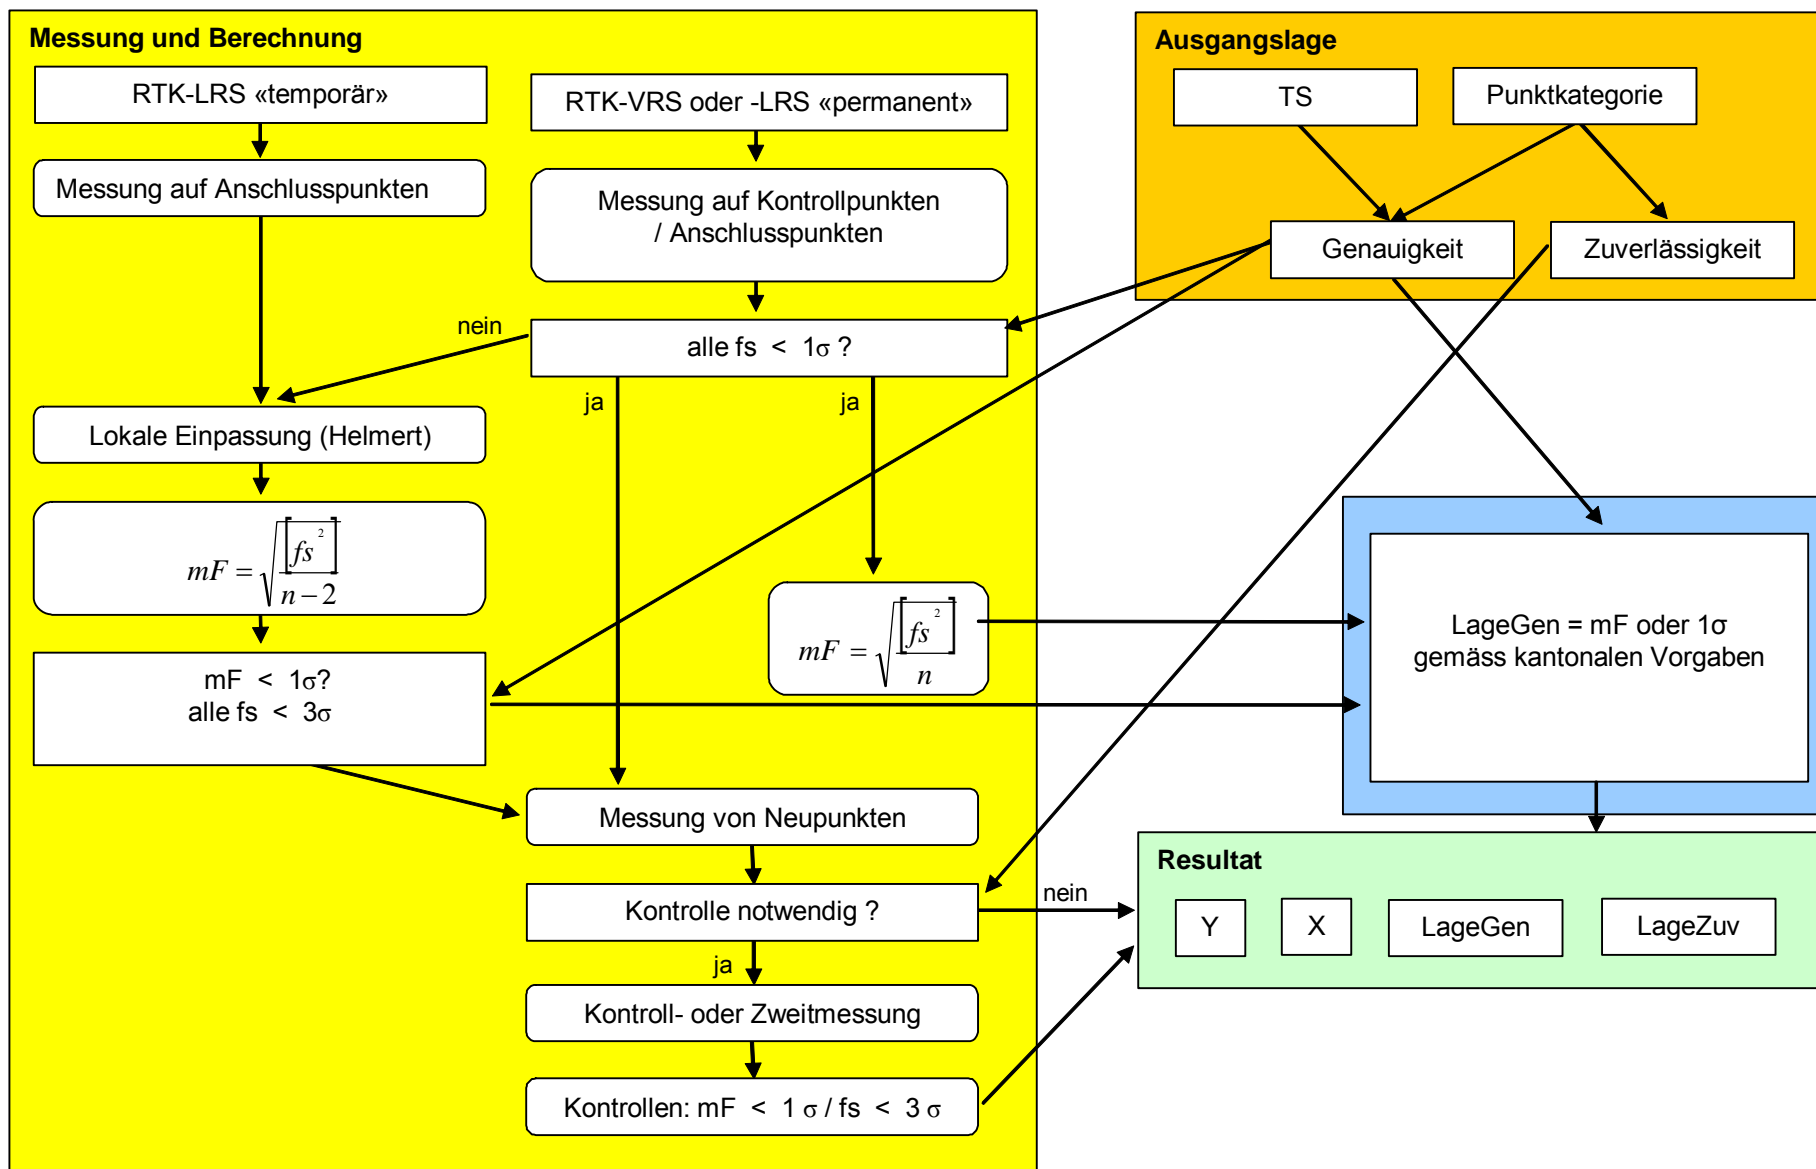 Messung und Berechnung
RTK-LRS «temporär»
Messung auf Anschlusspunkten
RTK-VRS oder -LRS «permanent»
Messung auf Kontrollpunkten
/ Anschlusspunkten
alle fs < 1σ ?
nein
ja
ja
Lokale Einpassung (Helmert)
mF = √([fs²] / (n − 2))
mF < 1σ?
alle fs < 3σ
mF = √([fs²] / n)
Messung von Neupunkten
Kontrolle notwendig ?
nein
ja
Kontroll- oder Zweitmessung
Kontrollen: mF < 1 σ / fs < 3 σ
Ausgangslage
TS
Punktkategorie
Genauigkeit
Zuverlässigkeit
LageGen = mF oder 1σ
gemäss kantonalen Vorgaben
Resultat
Y
X
LageGen
LageZuv